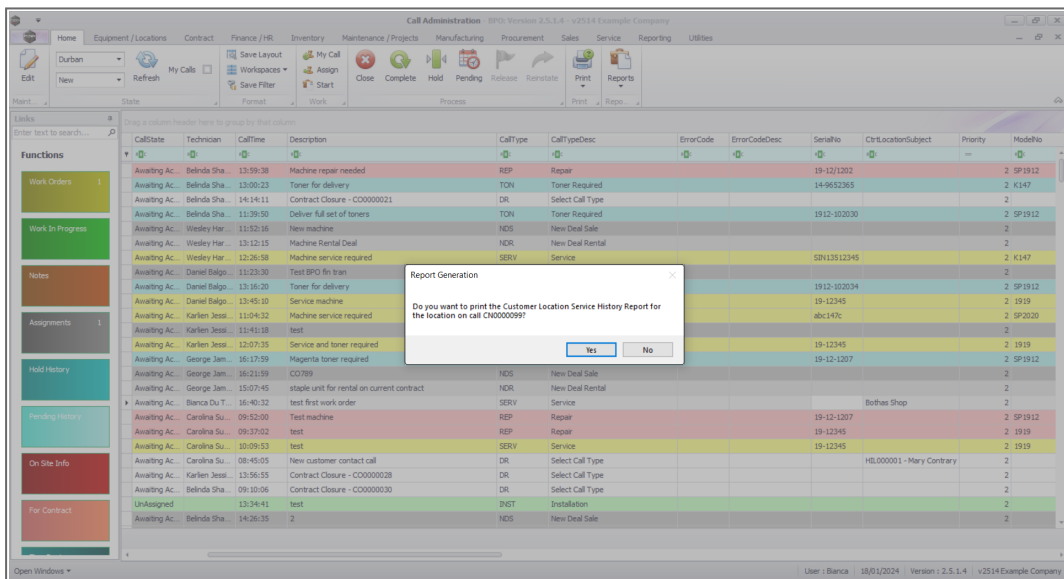 Call Administration - BPO: Version 2.5.1.4 - v2514 Example Company
Home Equipment / Locations Contract Finance / HR Inventory Maintenance / Projects Manufacturing Procurement Sales Service Reporting Utilities
Durban
New
Edit Refresh My Calls
Save Layout
Workspaces
Save Filter
My Call
Assign
Start
Close Complete Hold Pending Release Reinstate Print Reports
Maint... State Format Work Process Print Repo...
Links
Enter text to search...
Drag a column header here to group by that column
Functions
Work Orders 1
Work In Progress
Notes
Assignments 1
Hold History
Pending History
On Site Info
For Contract
CallState Technician CallTime Description CallType CallTypeDesc ErrorCode ErrorCodeDesc SerialNo CtrtLocationSubject Priority ModelNo
Awaiting Ac... Belinda Sha... 13:59:38 Machine repair needed REP Repair 19-12/1202 2 SP1912
Awaiting Ac... Belinda Sha... 13:00:23 Toner for delivery TON Toner Required 14-9652365 2 K147
Awaiting Ac... Belinda Sha... 14:14:11 Contract Closure - CO0000021 DR Select Call Type 2
Awaiting Ac... Belinda Sha... 11:39:50 Deliver full set of toners TON Toner Required 1912-102030 2 SP1912
Awaiting Ac... Wesley Har... 11:52:16 New machine NDS New Deal Sale 2
Awaiting Ac... Wesley Har... 13:12:15 Machine Rental Deal NDR New Deal Rental 2
Awaiting Ac... Wesley Har... 12:26:58 Machine service required SERV Service SIN13512345 2 K147
Awaiting Ac... Daniel Balgo... 11:23:30 Test BPO fin tran 2
Awaiting Ac... Daniel Balgo... 13:16:20 Toner for delivery 1912-102034 2 SP1912
Awaiting Ac... Daniel Balgo... 13:45:10 Service machine 19-12345 2 1919
Awaiting Ac... Karlien Jessi... 11:04:32 Machine service required abc147c 2 SP2020
Awaiting Ac... Karlien Jessi... 11:41:18 test 2
Awaiting Ac... Karlien Jessi... 12:07:35 Service and toner required 19-12345 2 1919
Awaiting Ac... George Jam... 16:17:59 Magenta toner required 19-12-1207 2 SP1912
Awaiting Ac... George Jam... 16:21:59 CO789 NDS New Deal Sale 2
Awaiting Ac... George Jam... 15:07:45 staple unit for rental on current contract NDR New Deal Rental 2
Awaiting Ac... Bianca Du T... 16:40:32 test first work order SERV Service Bothas Shop 2
Awaiting Ac... Carolina Su... 09:52:00 Test machine REP Repair 19-12-1207 2 SP1912
Awaiting Ac... Carolina Su... 09:37:02 test REP Repair 19-12345 2 1919
Awaiting Ac... Carolina Su... 10:09:53 test SERV Service 19-12345 2 1919
Awaiting Ac... Carolina Su... 08:45:05 New customer contact call DR Select Call Type HIL000001 - Mary Contrary 2
Awaiting Ac... Karlien Jessi... 13:56:55 Contract Closure - CO0000028 DR Select Call Type 2
Awaiting Ac... Belinda Sha... 09:10:06 Contract Closure - CO0000030 DR Select Call Type 2
UnAssigned 13:34:41 test INST Installation 2
Awaiting Ac... Belinda Sha... 14:26:35 2 NDS New Deal Sale 2
Report Generation
Do you want to print the Customer Location Service History Report for
the location on call CN0000099?
Yes No
Open Windows User : Bianca 18/01/2024 Version : 2.5.1.4 v2514 Example Company